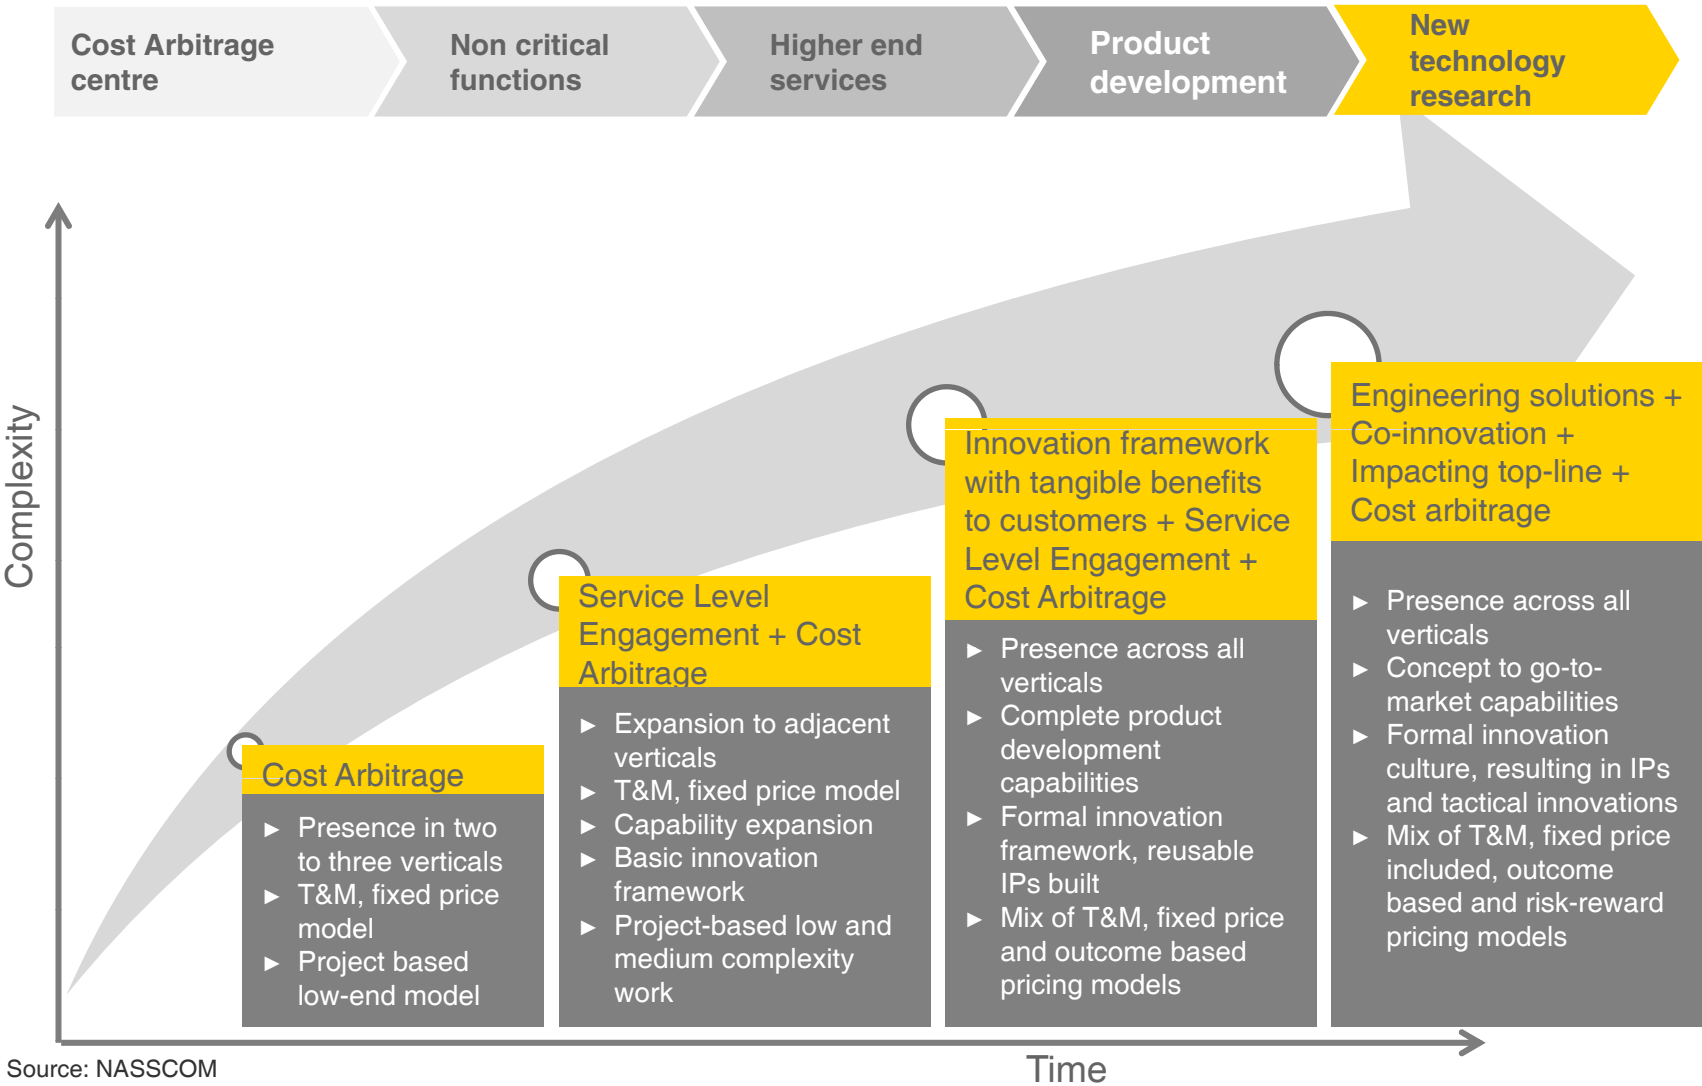 Cost Arbitrage
centre
Non critical
functions
Higher end
services
Product
development
New
technology
research
Complexity
Cost Arbitrage
► Presence in two
to three verticals
► T&M, fixed price
model
► Project based
low-end model
Service Level
Engagement + Cost
Arbitrage
► Expansion to adjacent
verticals
► T&M, fixed price model
► Capability expansion
► Basic innovation
framework
► Project-based low and
medium complexity
work
Innovation framework
with tangible benefits
to customers + Service
Level Engagement +
Cost Arbitrage
► Presence across all
verticals
► Complete product
development
capabilities
► Formal innovation
framework, reusable
IPs built
► Mix of T&M, fixed price
and outcome based
pricing models
Engineering solutions +
Co-innovation +
Impacting top-line +
Cost arbitrage
► Presence across all
verticals
► Concept to go-to-
market capabilities
► Formal innovation
culture, resulting in IPs
and tactical innovations
► Mix of T&M, fixed price
included, outcome
based and risk-reward
pricing models
Time
Source: NASSCOM